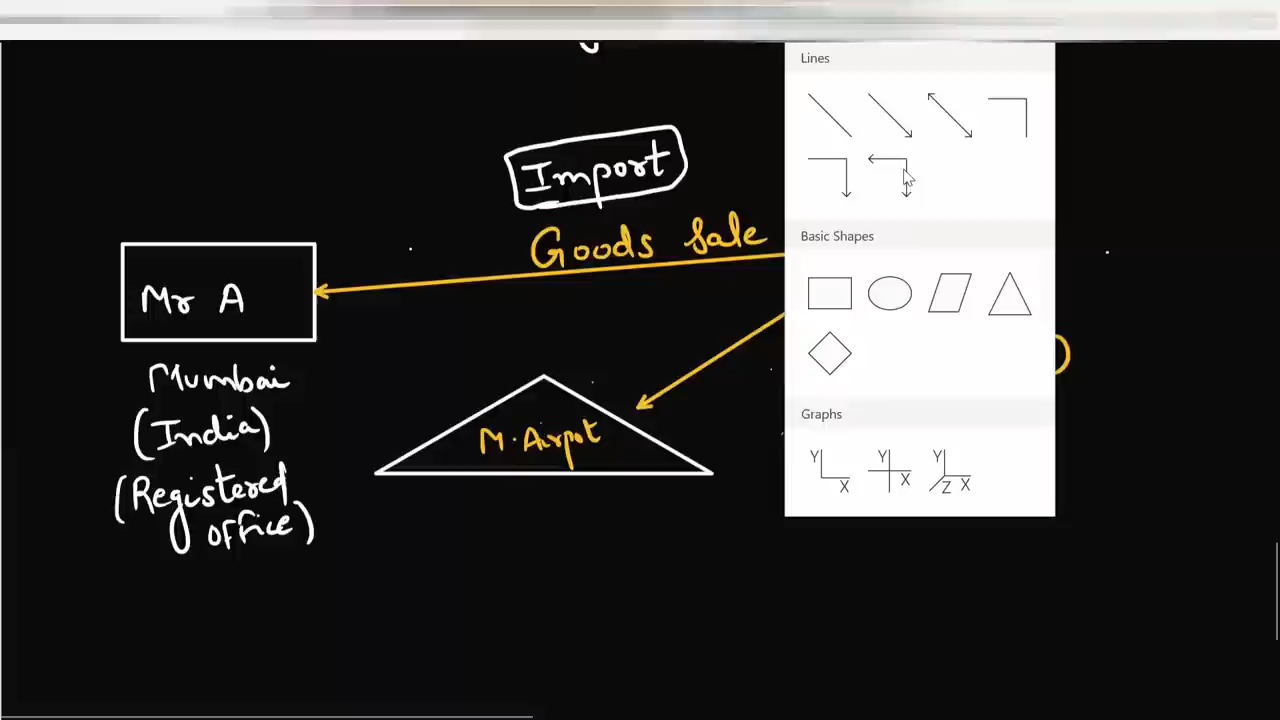 Lines
Import
Goods sale
Basic Shapes
Mr A
Mumbai
(India)
(Registered
office)
M. Airpot
Graphs
Y
X
Y
X
Y
Z
X